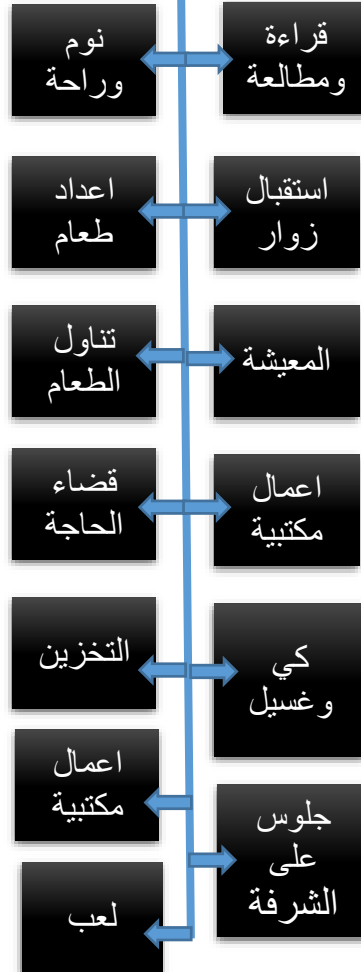 قراءة
ومطالعة
نوم
وراحة
استقبال
زوار
اعداد
طعام
المعيشة
تناول
الطعام
اعمال
مكتبية
قضاء
الحاجة
كي
وغسيل
التخزين
اعمال
مكتبية
جلوس
على
الشرفة
لعب